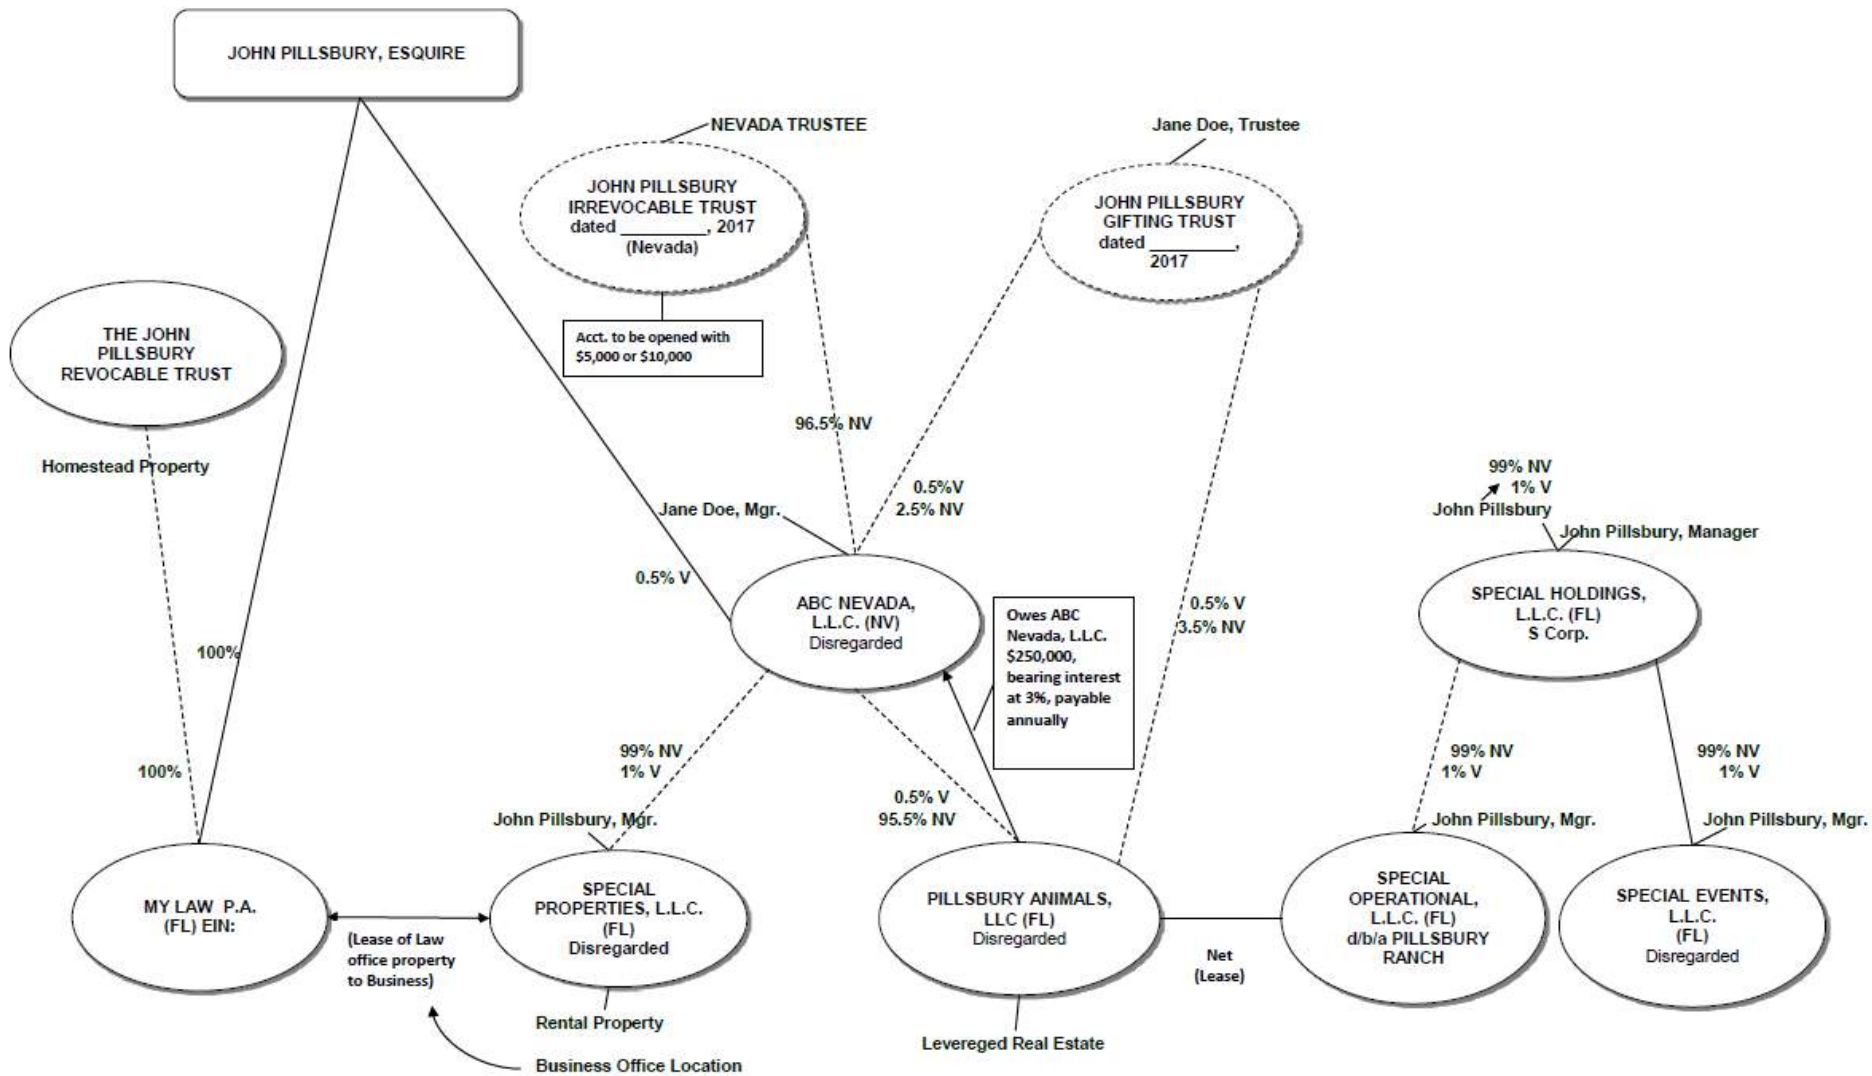 JOHN PILLSBURY, ESQUIRE
NEVADA TRUSTEE
JOHN PILLSBURY
IRREVOCABLE TRUST
dated _________, 2017
(Nevada)
Acct. to be opened with
$5,000 or $10,000
Jane Doe, Trustee
JOHN PILLSBURY
GIFTING TRUST
dated _________,
2017
THE JOHN
PILLSBURY
REVOCABLE TRUST
Homestead Property
96.5% NV
0.5%V
2.5% NV
Jane Doe, Mgr.
0.5% V
ABC NEVADA,
L.L.C. (NV)
Disregarded
Owes ABC
Nevada, L.L.C.
$250,000,
bearing interest
at 3%, payable
annually
0.5% V
3.5% NV
99% NV
1% V
John Pillsbury
John Pillsbury, Manager
SPECIAL HOLDINGS,
L.L.C. (FL)
S Corp.
100%
100%
99% NV
1% V
0.5% V
95.5% NV
99% NV
1% V
99% NV
1% V
John Pillsbury, Mgr.
John Pillsbury, Mgr.
John Pillsbury, Mgr.
MY LAW P.A.
(FL) EIN:
(Lease of Law
office property
to Business)
SPECIAL
PROPERTIES, L.L.C.
(FL)
Disregarded
PILLSBURY ANIMALS,
LLC (FL)
Disregarded
Net
(Lease)
SPECIAL
OPERATIONAL,
L.L.C. (FL)
d/b/a PILLSBURY
RANCH
SPECIAL EVENTS,
L.L.C.
(FL)
Disregarded
Rental Property
Business Office Location
Levereged Real Estate